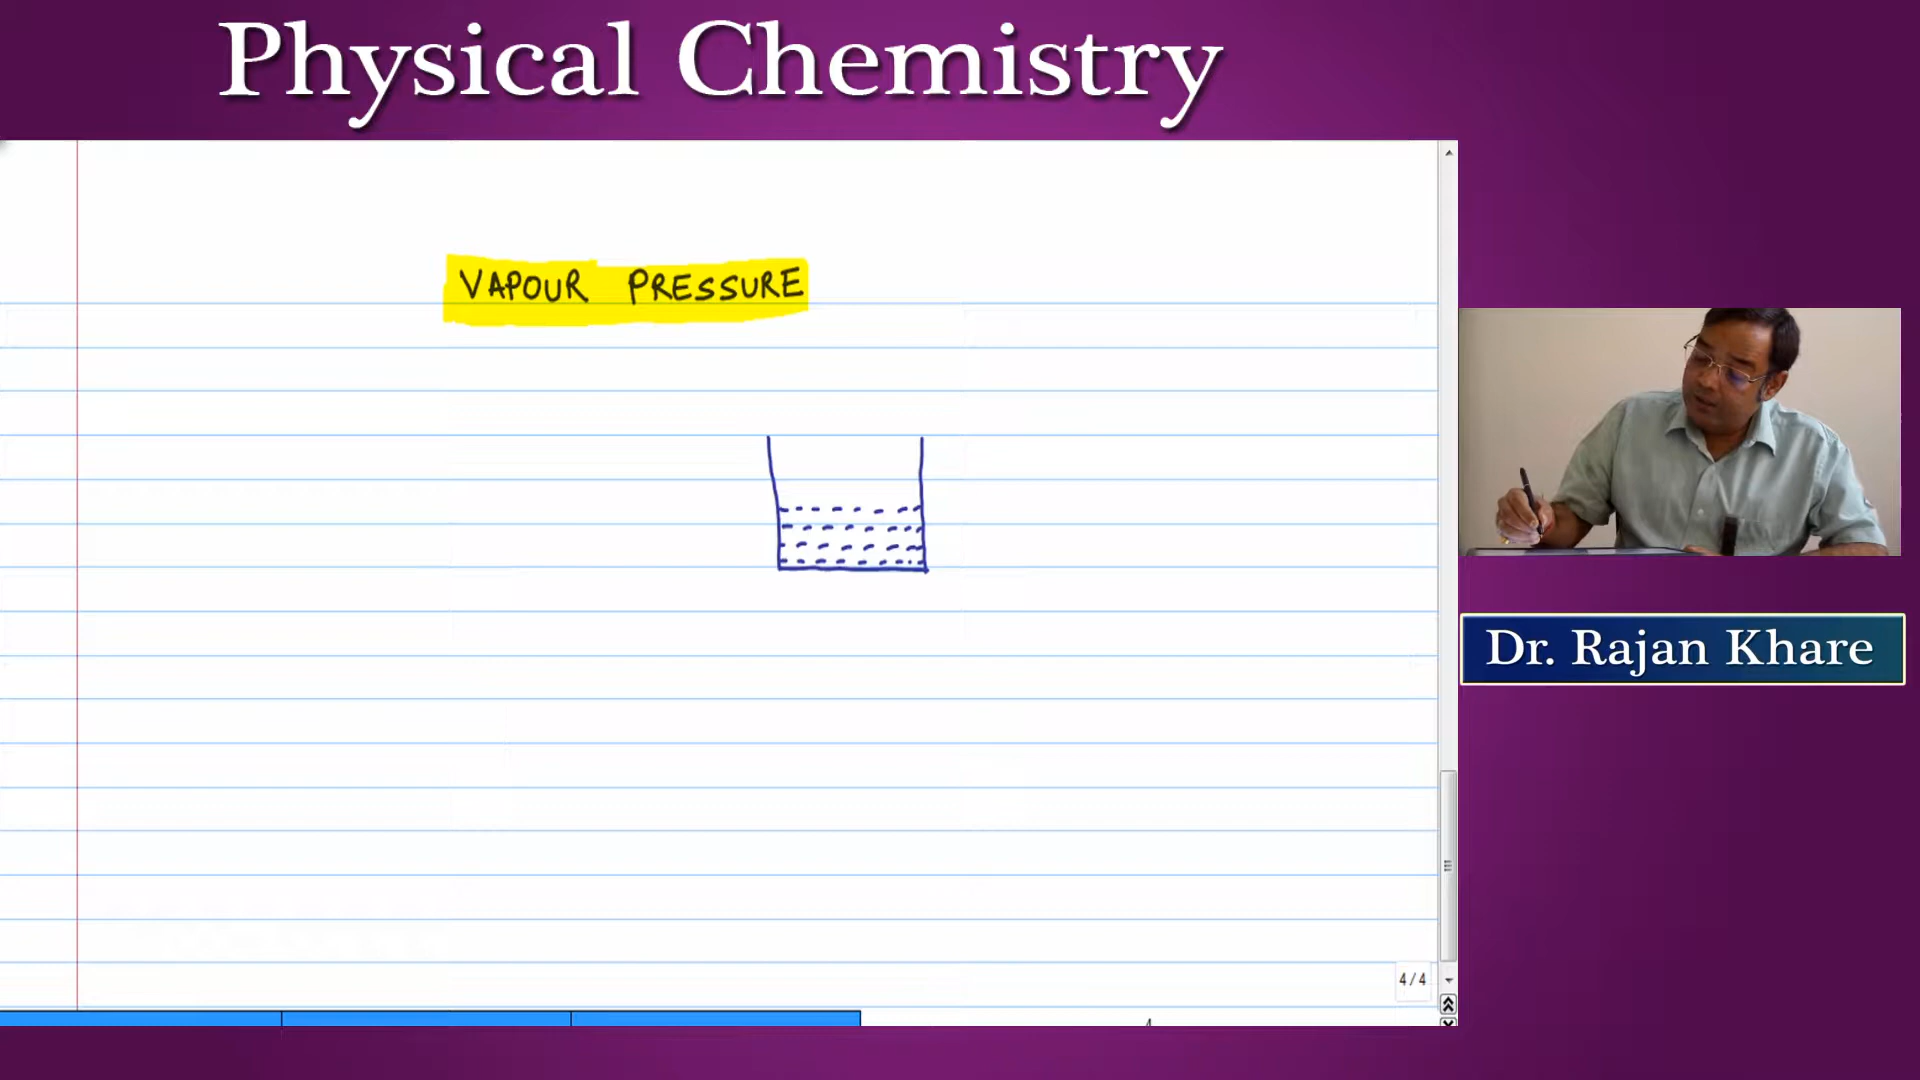 Physical Chemistry
VAPOUR PRESSURE
Dr. Rajan Khare
4/4